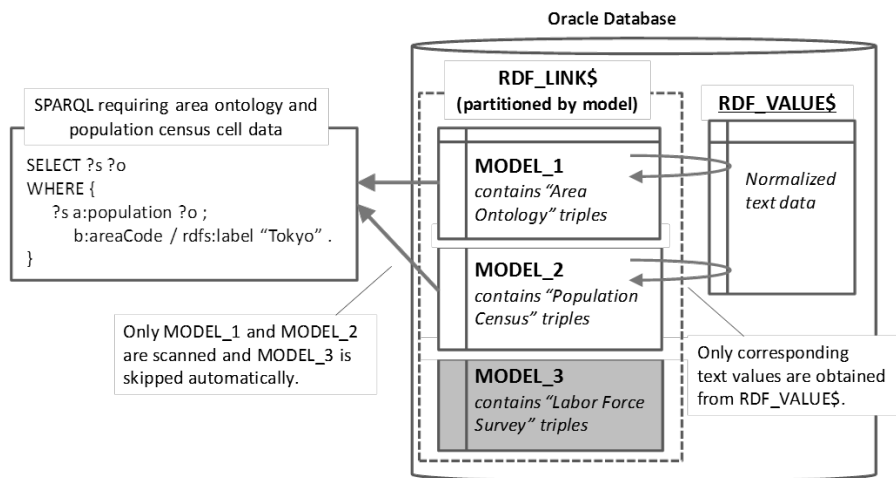 Oracle Database
SPARQL requiring area ontology and
population census cell data
SELECT ?s ?o
WHERE {
?s a:population ?o ;
b:areaCode / rdfs:label “Tokyo” .
}
Only MODEL_1 and MODEL_2
are scanned and MODEL_3 is
skipped automatically.
RDF_LINK$
(partitioned by model)
MODEL_1
contains “Area
Ontology” triples
MODEL_2
contains “Population
Census” triples
MODEL_3
contains “Labor Force
Survey” triples
RDF_VALUE$
Normalized
text data
Only corresponding
text values are obtained
from RDF_VALUE$.